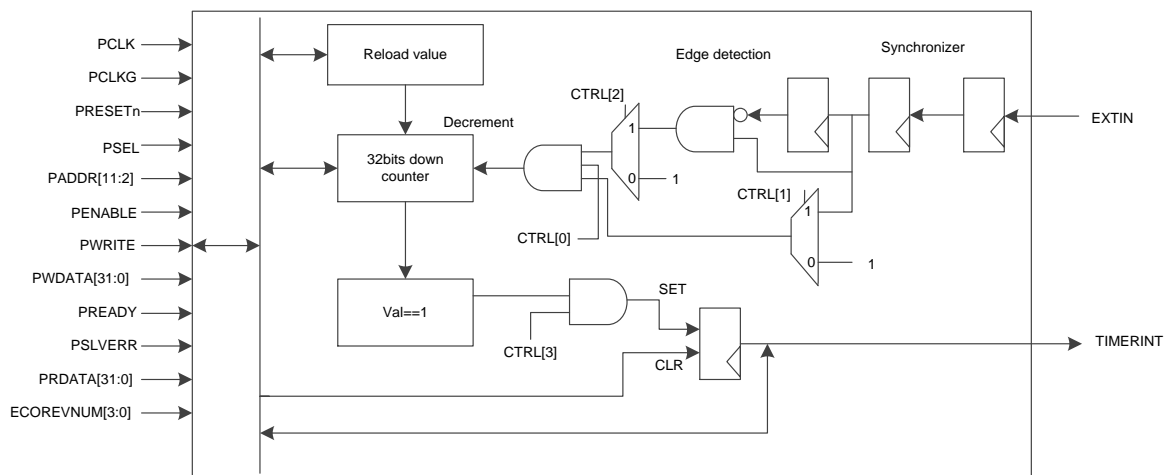 PCLK
PCLKG
PRESETn
PSEL
PADDR[11:2]
PENABLE
PWRITE
PWDATA[31:0]
PREADY
PSLVERR
PRDATA[31:0]
ECOREVNUM[3:0]
Reload value
Edge detection
Synchronizer
CTRL[2]
Decrement
EXTIN
1
32bits down
counter
0
1
CTRL[1]
1
CTRL[0]
0
1
Val==1
SET
CTRL[3]
CLR
TIMERINT